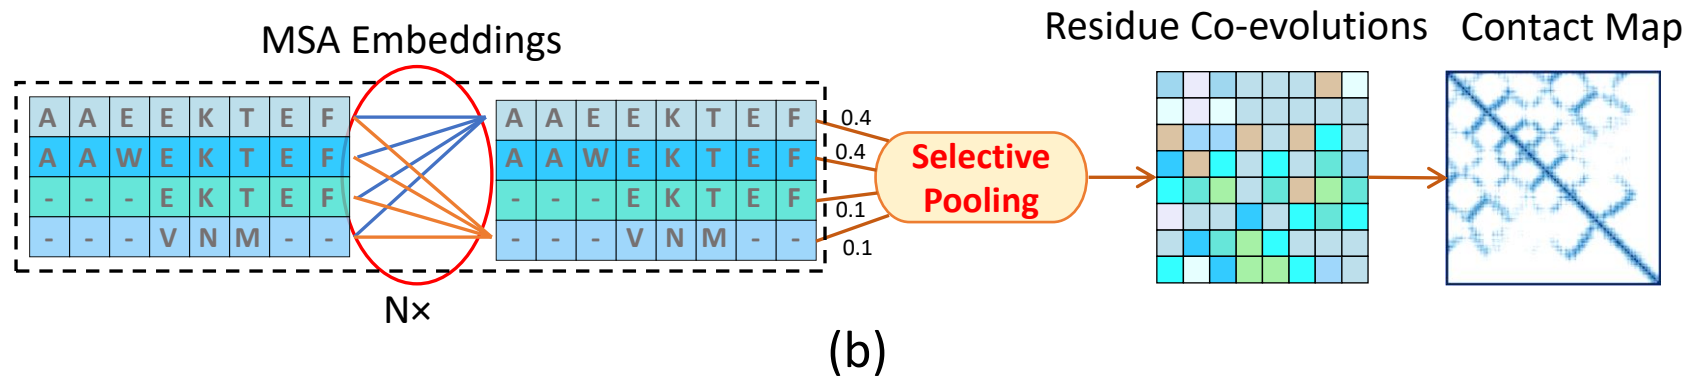 MSA Embeddings
Residue Co-evolutions
Contact Map
A A E E K T E F
A A W E K T E F
- - - E K T E F
- - - V N M - -
N×
A A E E K T E F
A A W E K T E F
- - - E K T E F
- - - V N M - -
0.4
0.4
0.1
0.1
Selective
Pooling
(b)